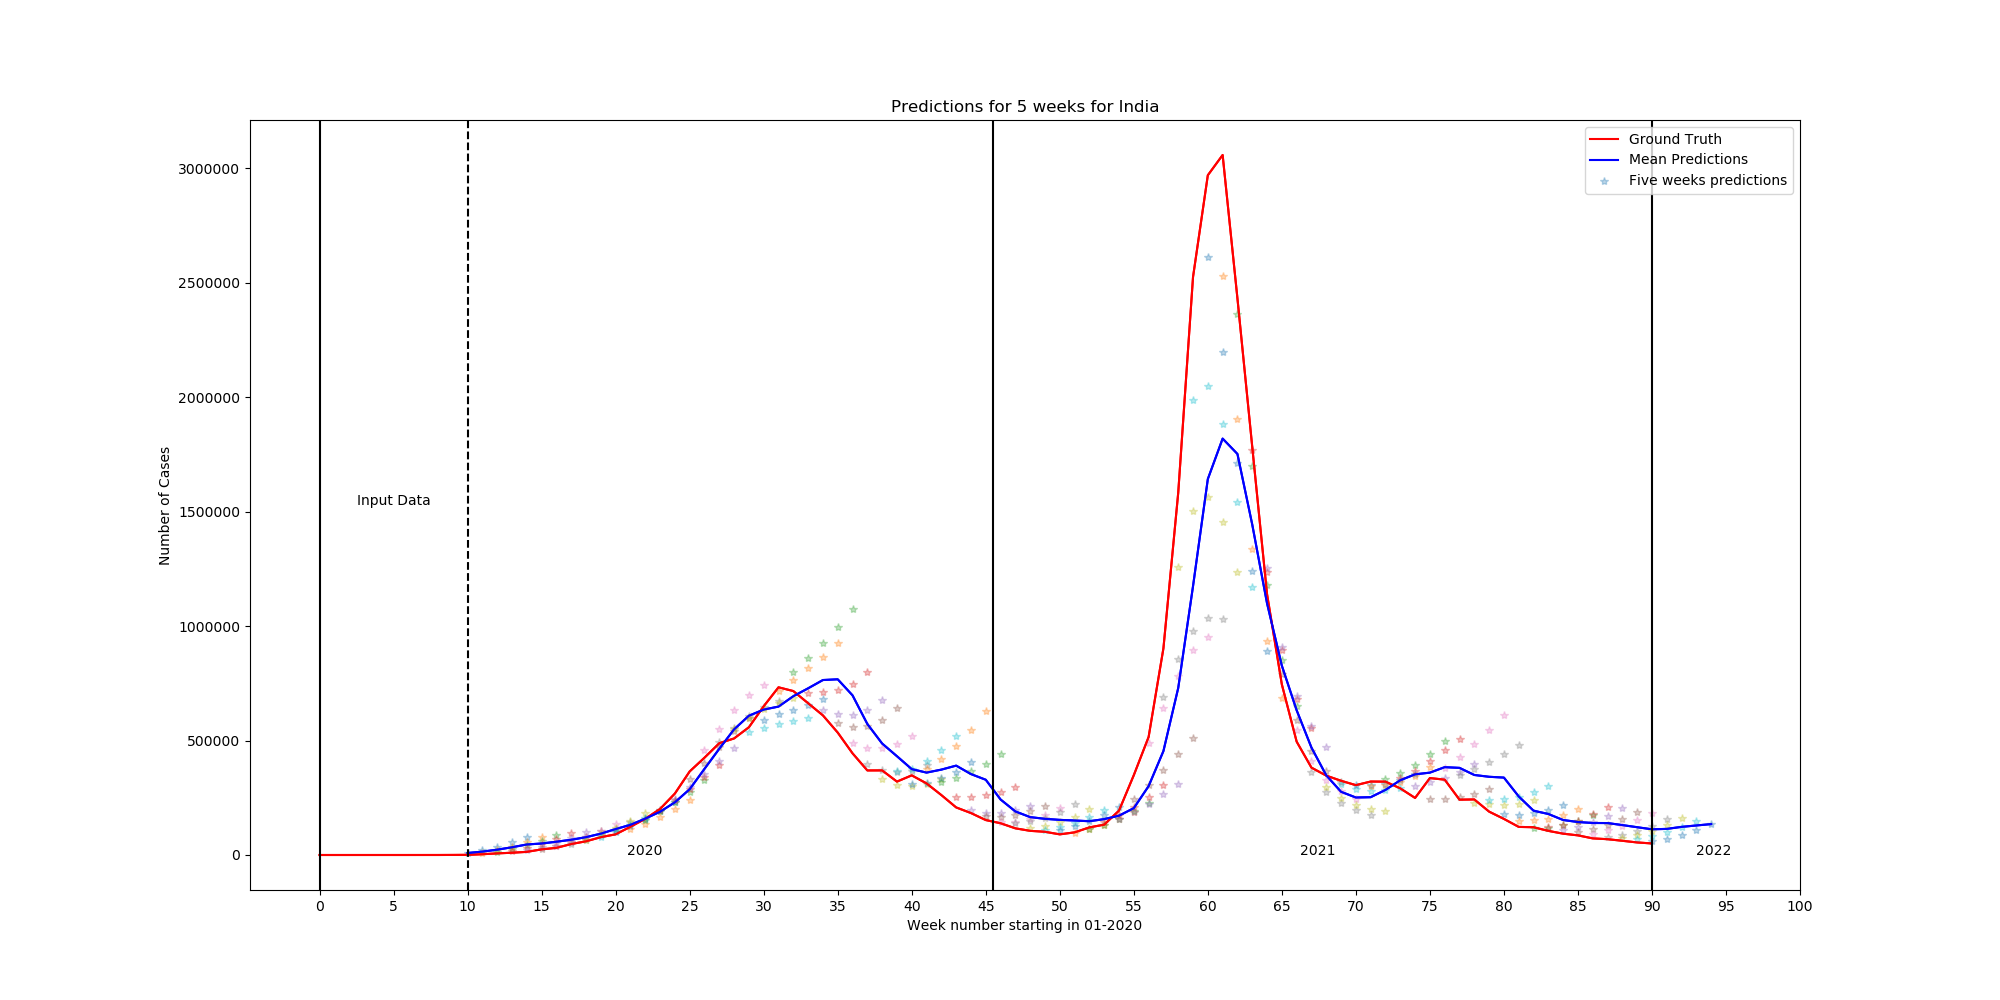 Predictions for 5 weeks for India
Ground Truth
Mean Predictions
Five weeks predictions
Number of Cases
3000000
2500000
2000000
1500000
1000000
500000
0
Input Data
2020
2021
2022
0 5 10 15 20 25 30 35 40 45 50 55 60 65 70 75 80 85 90 95 100
Week number starting in 01-2020